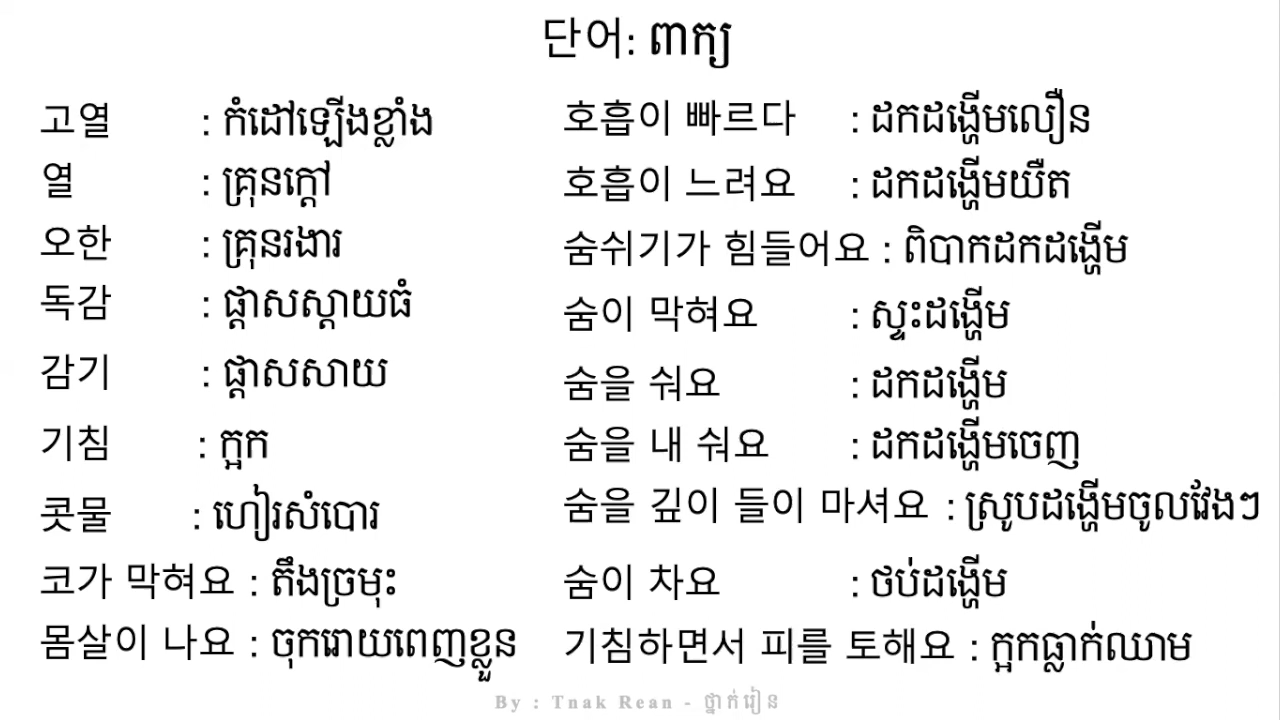 단어: ពាក្យ
고열 : កំដៅឡើងខ្លាំង
열 : គ្រុនក្តៅ
오한 : គ្រុនរងារ
독감 : ផ្តាសស្តាយធំ
감기 : ផ្តាសសាយ
기침 : ក្អក
콧물 : ហៀរសំបោរ
코가 막혀요 : តឹងច្រមុះ
몸살이 나요 : ចុករោយពេញខ្លួន
호흡이 빠르다 : ដកដង្ហើមលឿន
호흡이 느려요 : ដកដង្ហើមយឺត
숨쉬기가 힘들어요 : ពិបាកដកដង្ហើម
숨이 막혀요 : ស្ទះដង្ហើម
숨을 쉬요 : ដកដង្ហើម
숨을 내 쉬요 : ដកដង្ហើមចេញ
숨을 깊이 들이 마셔요 : ស្រូបដង្ហើមចូលវែងៗ
숨이 차요 : ថប់ដង្ហើម
기침하면서 피를 토해요 : ក្អកធ្លាក់ឈាម
By : Tnak Rean - ថ្នាក់រៀន